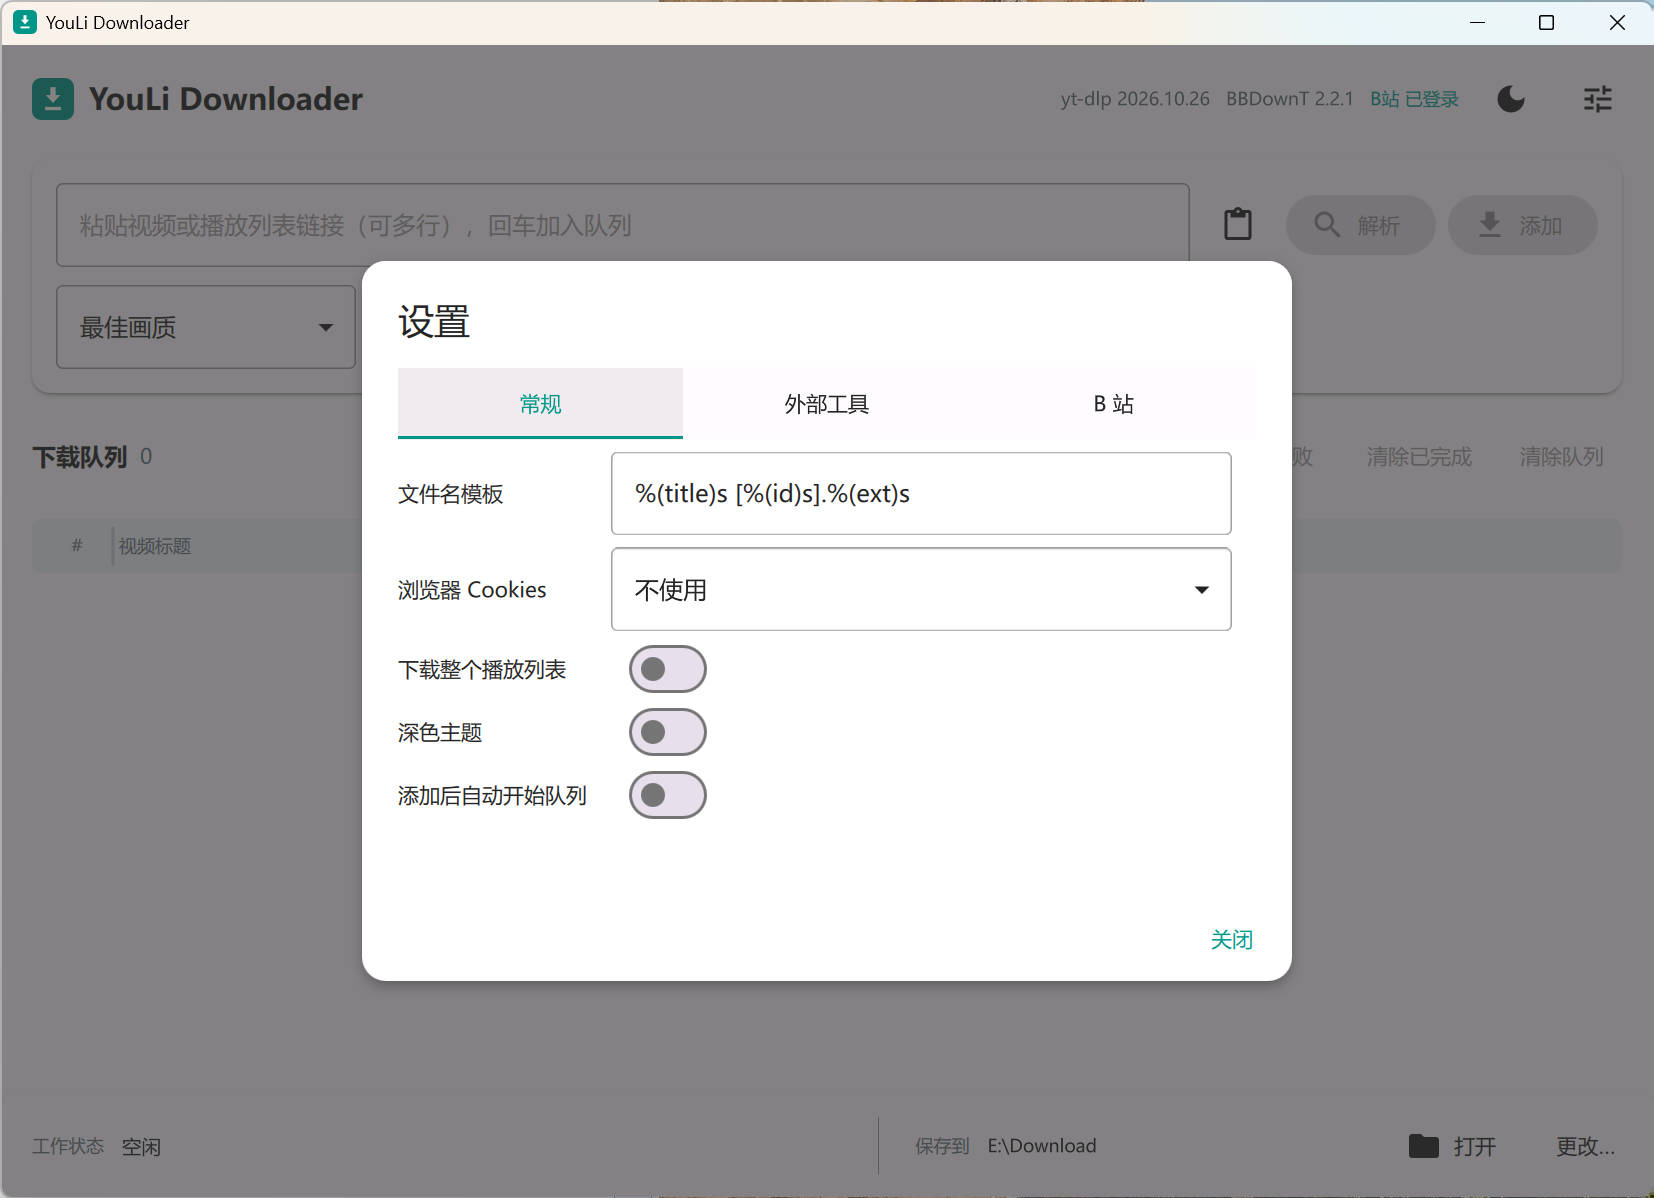 YouLi Downloader
YouLi Downloader
yt-dlp 2026.10.26 BBDownT 2.2.1 B站 已登录
粘贴视频或播放列表链接（可多行），回车加入队列
解析
添加
最佳画质
设置
常规 外部工具 B 站
下载队列 0
败 清除已完成 清除队列
文件名模板 %(title)s [%(id)s].%(ext)s
# 视频标题
浏览器 Cookies 不使用
下载整个播放列表
深色主题
添加后自动开始队列
关闭
工作状态 空闲
保存到 E:\Download
打开
更改...